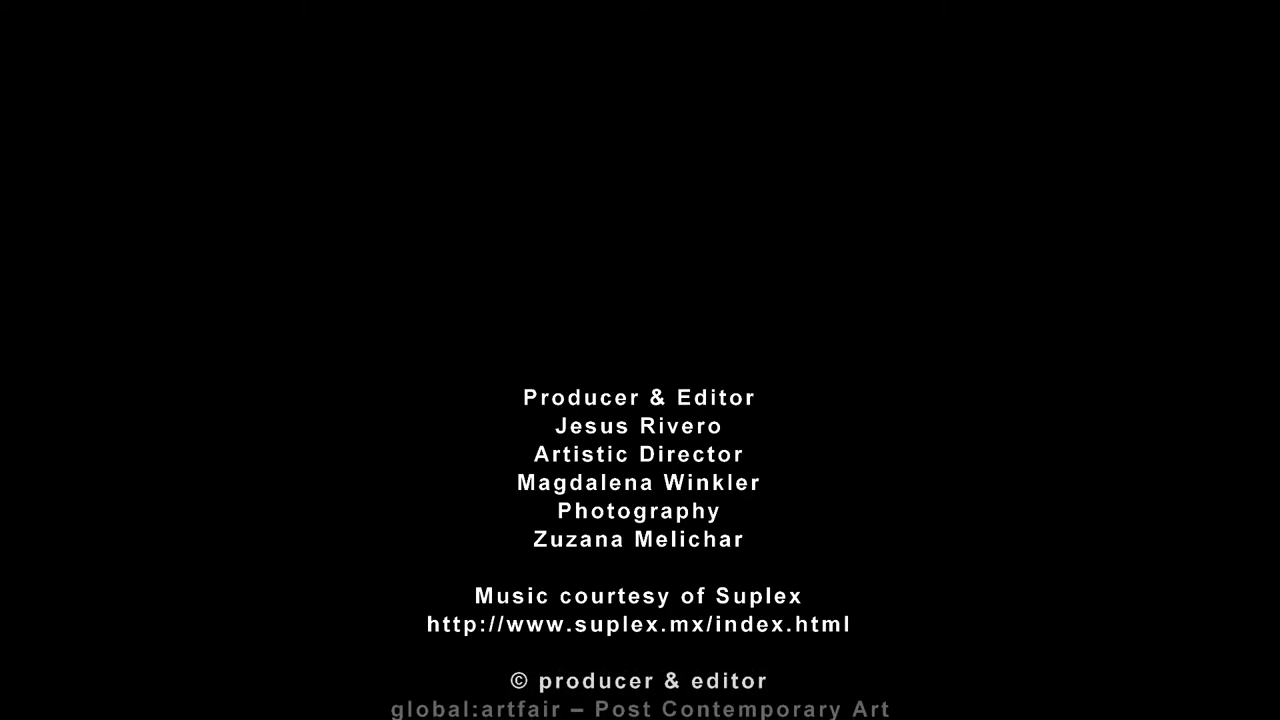 Producer & Editor
Jesus Rivero
Artistic Director
Magdalena Winkler
Photography
Zuzana Melichar
Music courtesy of Suplex
http://www.suplex.mx/index.html
© producer & editor
global:artfair – Post Contemporary Art